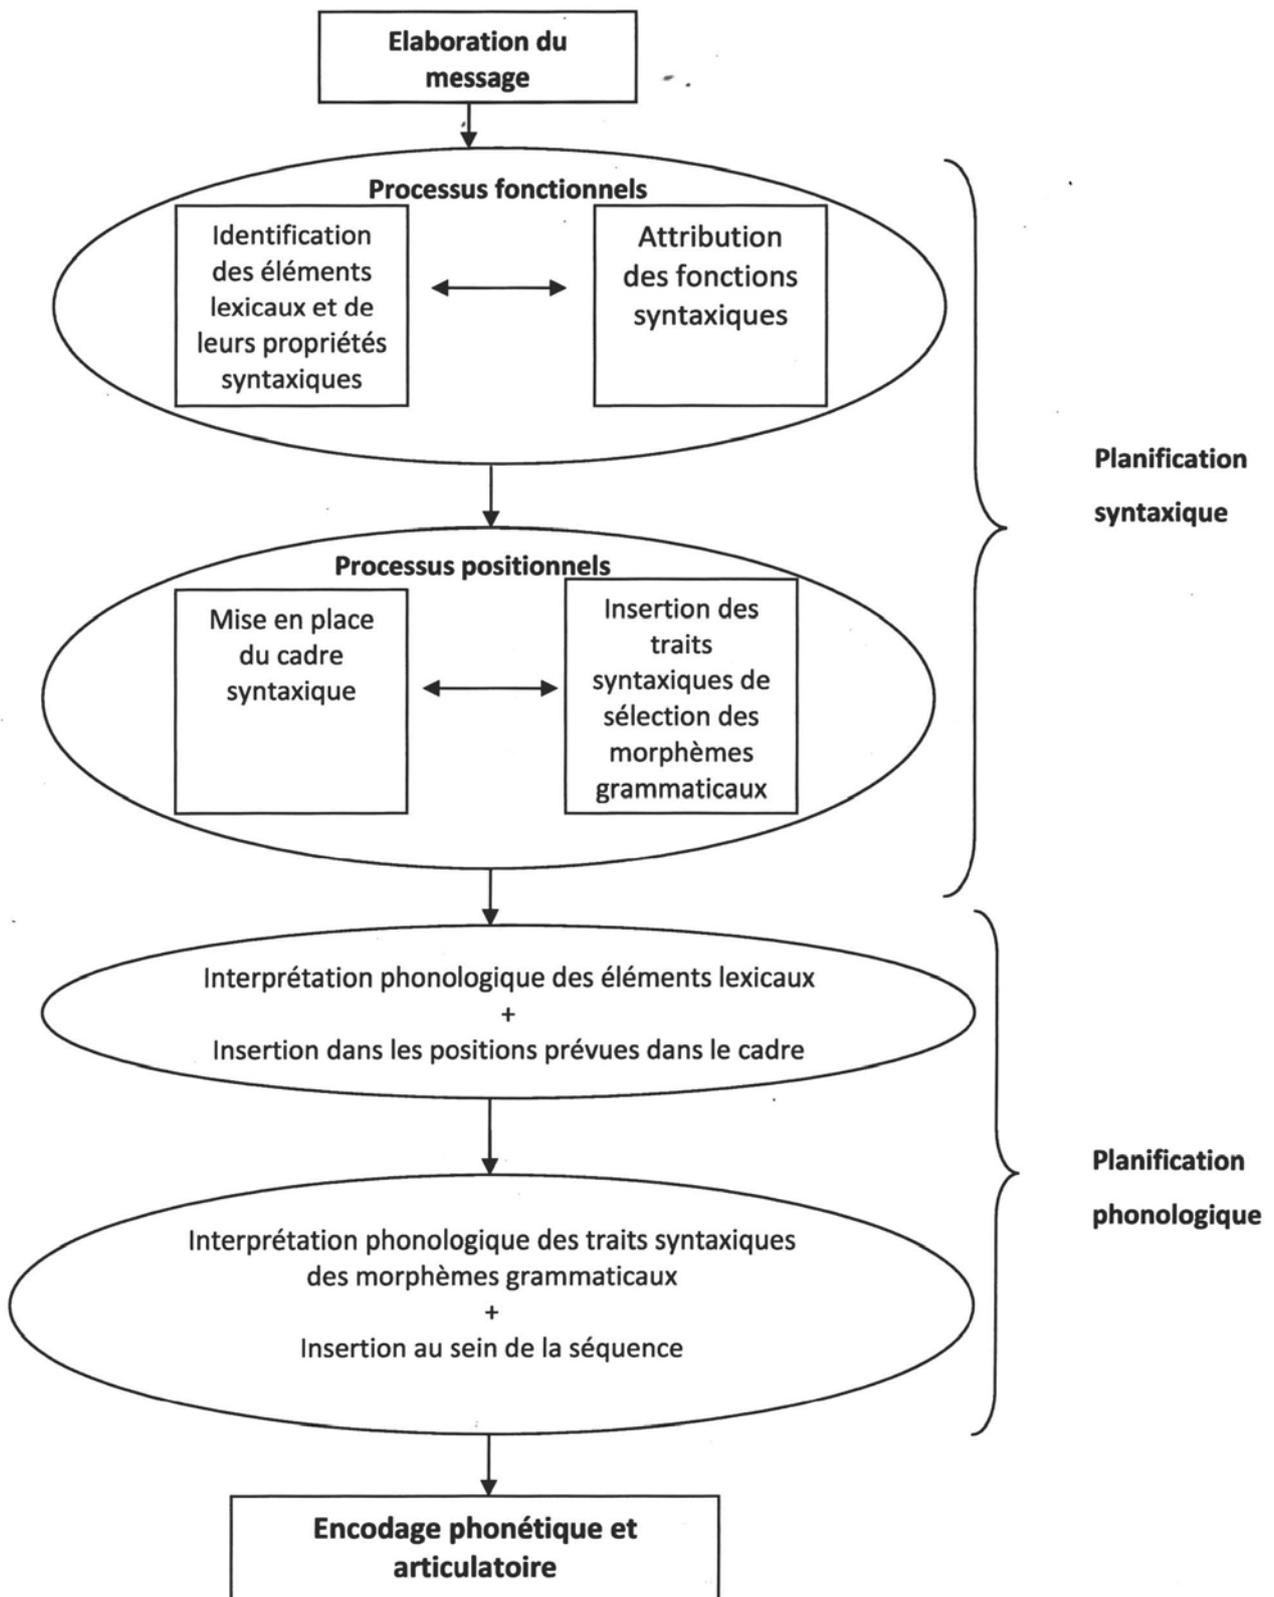 Elaboration du
message
Processus fonctionnels
Identification
des éléments
lexicaux et de
leurs propriétés
syntaxiques
Attribution
des fonctions
syntaxiques
Planification
syntaxique
Processus positionnels
Mise en place
du cadre
syntaxique
Insertion des
traits
syntaxiques de
sélection des
morphèmes
grammaticaux
Interprétation phonologique des éléments lexicaux
+
Insertion dans les positions prévues dans le cadre
Planification
phonologique
Interprétation phonologique des traits syntaxiques
des morphèmes grammaticaux
+
Insertion au sein de la séquence
Encodage phonétique et
articulatoire